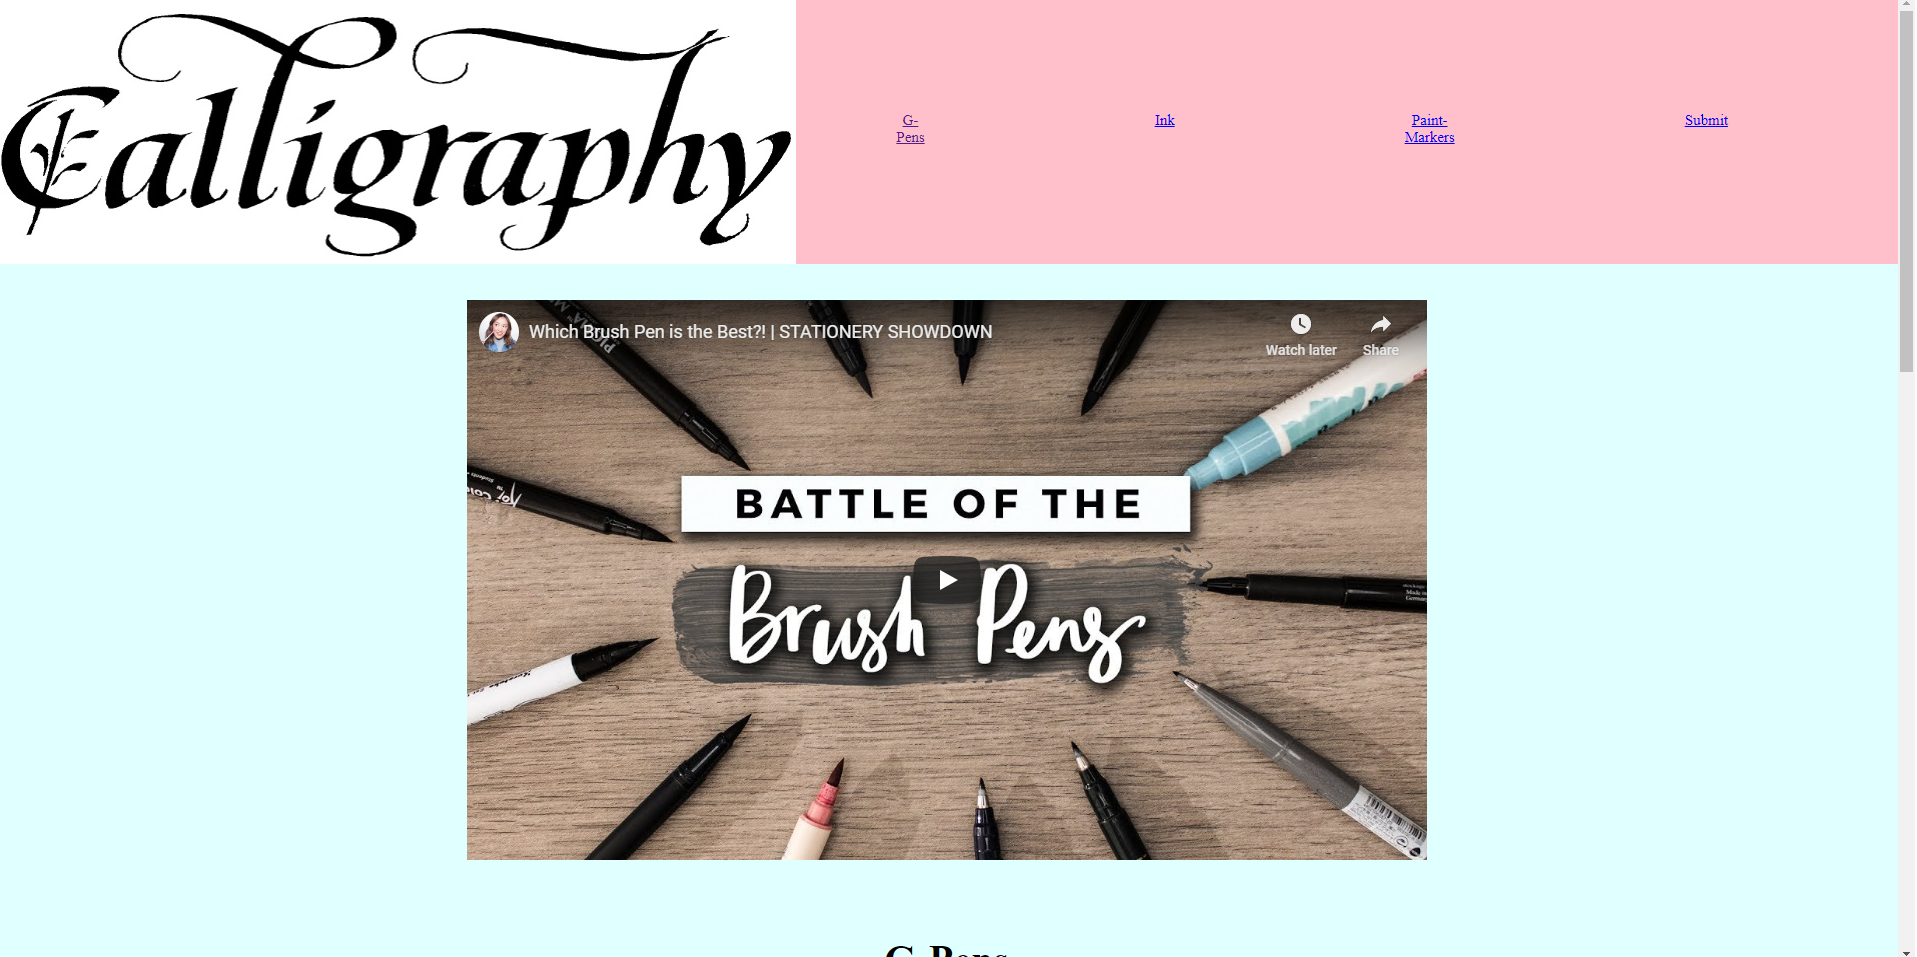 Calligraphy
G-
Pens
Ink
Paint-
Markers
Submit
Which Brush Pen is the Best?! | STATIONERY SHOWDOWN
Watch later
Share
BATTLE OF THE
Brush Pens
G-Pens